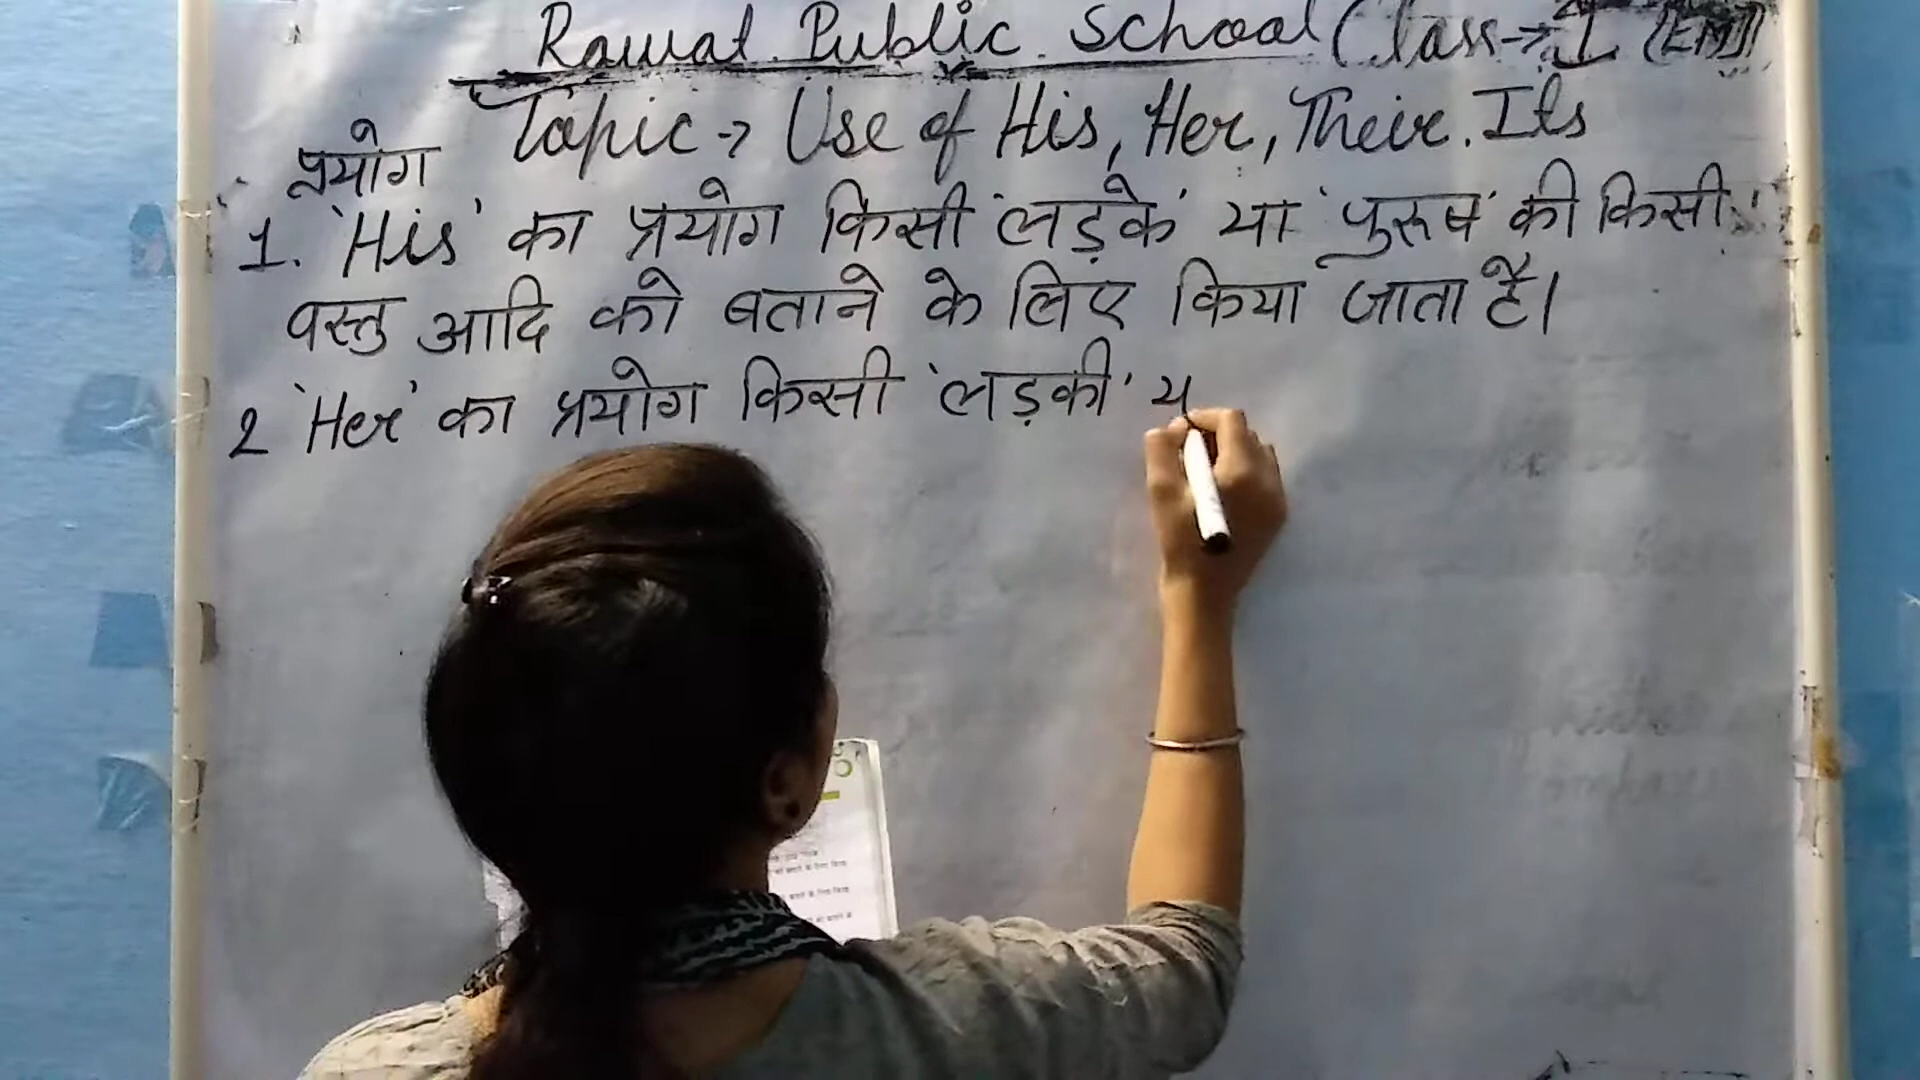 Rawat Public School Class → I (EM)
Topic → Use of His, Her, Their. Its
प्रयोग
1. 'His' का प्रयोग किसी 'लड़के' या 'पुरूष' की किसी
वस्तु आदि को बताने के लिए किया जाता है।
2 'Her' का प्रयोग किसी 'लड़की' य